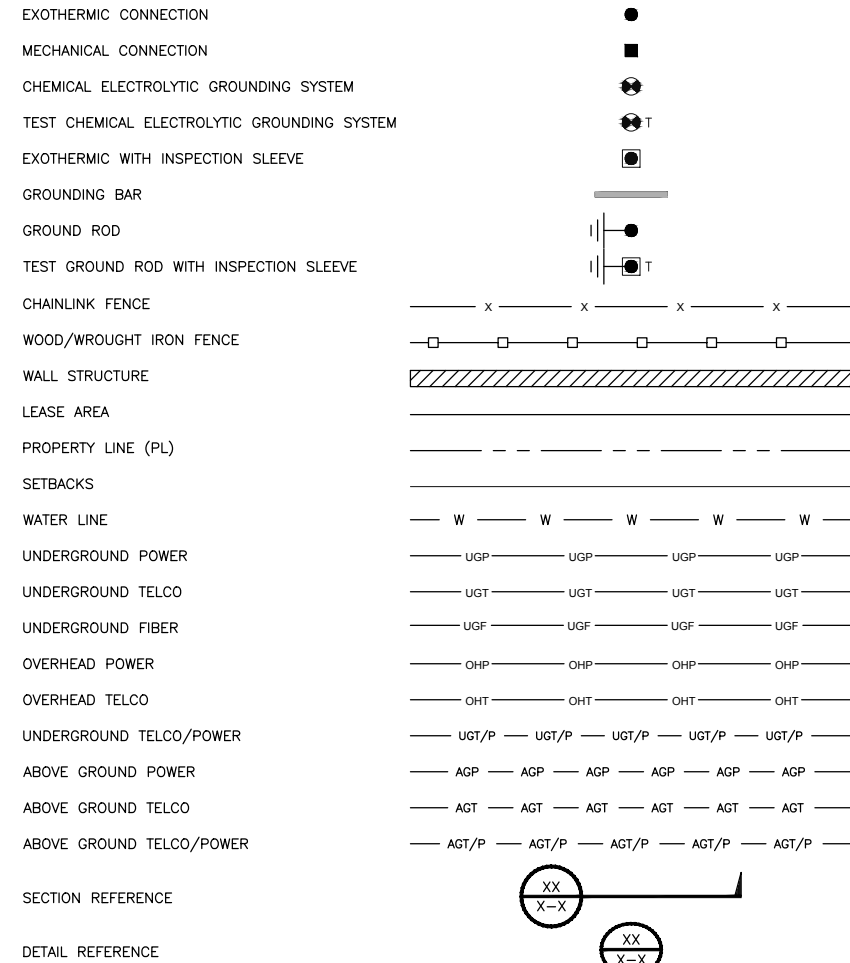 EXOTHERMIC CONNECTION
MECHANICAL CONNECTION
CHEMICAL ELECTROLYTIC GROUNDING SYSTEM
TEST CHEMICAL ELECTROLYTIC GROUNDING SYSTEM T
EXOTHERMIC WITH INSPECTION SLEEVE
GROUNDING BAR
GROUND ROD
TEST GROUND ROD WITH INSPECTION SLEEVE T
CHAINLINK FENCE X X X X
WOOD/WROUGHT IRON FENCE
WALL STRUCTURE
LEASE AREA
PROPERTY LINE (PL)
SETBACKS
WATER LINE W W W W W
UNDERGROUND POWER UGP UGP UGP UGP
UNDERGROUND TELCO UGT UGT UGT UGT
UNDERGROUND FIBER UGF UGF UGF UGF
OVERHEAD POWER OHP OHP OHP OHP
OVERHEAD TELCO OHT OHT OHT OHT
UNDERGROUND TELCO/POWER UGT/P UGT/P UGT/P UGT/P UGT/P
ABOVE GROUND POWER AGP AGP AGP AGP AGP AGP
ABOVE GROUND TELCO AGT AGT AGT AGT AGT AGT
ABOVE GROUND TELCO/POWER AGT/P AGT/P AGT/P AGT/P AGT/P
XX
SECTION REFERENCE X-X
XX
DETAIL REFERENCE X-X